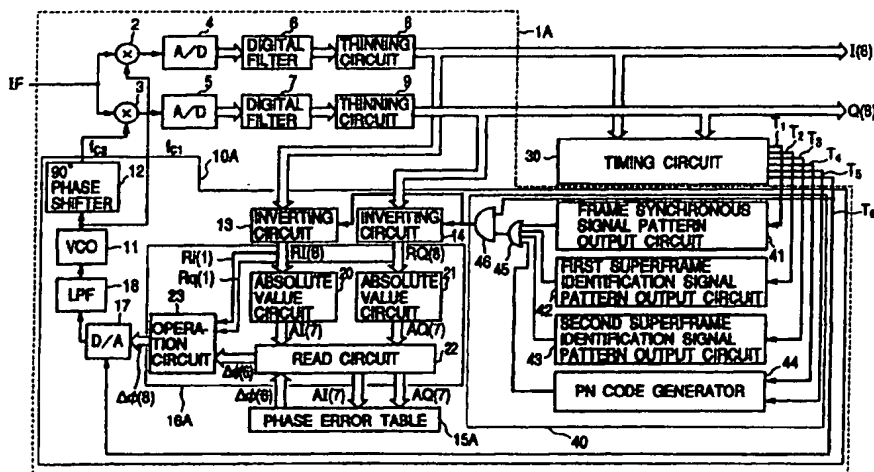 2
4
6
8
1A
A/D
DIGITAL
FILTER
THINNING
CIRCUIT
I(8)
IF
3
5
7
9
A/D
DIGITAL
FILTER
THINNING
CIRCUIT
Q(8)
fC2
fC1
10A
30
TIMING CIRCUIT
T1
T2
T3
T4
T5
T6
90°
PHASE
SHIFTER
12
13
INVERTING
CIRCUIT
INVERTING
CIRCUIT
14
46
45
FRAME SYNCHRONOUS
SIGNAL PATTERN
OUTPUT CIRCUIT
41
VCO
11
Ri(1)
RI(8)
RQ(8)
Rq(1)
LPF
18
20
21
ABSOLUTE
VALUE
CIRCUIT
ABSOLUTE
VALUE
CIRCUIT
FIRST SUPERFRAME
IDENTIFICATION SIGNAL
PATTERN OUTPUT CIRCUIT
42
17
23
D/A
OPERA-
TION
CIRCUIT
AI(7)
AQ(7)
READ CIRCUIT
22
SECOND SUPERFRAME
IDENTIFICATION SIGNAL
PATTERN OUTPUT CIRCUIT
43
44
PN CODE GENERATOR
Δϕ(8)
Δϕ(6)
Δϕ(6)
AI(7)
AQ(7)
16A
PHASE ERROR TABLE
15A
40